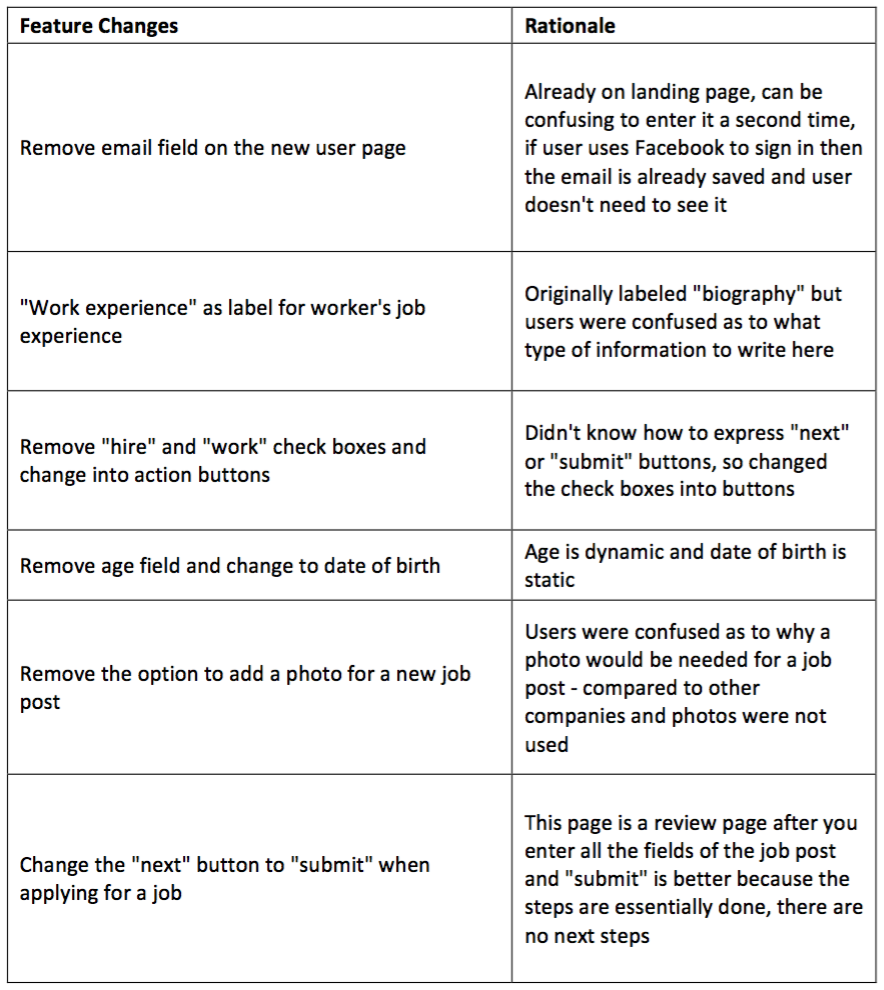 Feature Changes
Rationale
Remove email field on the new user page
Already on landing page, can be
confusing to enter it a second time,
if user uses Facebook to sign in then
the email is already saved and user
doesn't need to see it
"Work experience" as label for worker's job
experience
Originally labeled "biography" but
users were confused as to what
type of information to write here
Remove "hire" and "work" check boxes and
change into action buttons
Didn't know how to express "next"
or "submit" buttons, so changed
the check boxes into buttons
Remove age field and change to date of birth
Age is dynamic and date of birth is
static
Remove the option to add a photo for a new job
post
Users were confused as to why a
photo would be needed for a job
post - compared to other
companies and photos were not
used
Change the "next" button to "submit" when
applying for a job
This page is a review page after you
enter all the fields of the job post
and "submit" is better because the
steps are essentially done, there are
no next steps